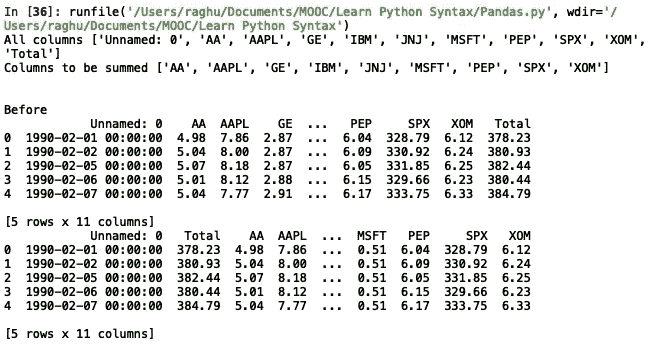 In [36]: runfile('/Users/raghu/Documents/MOOC/Learn Python Syntax/Pandas.py', wdir='/
Users/raghu/Documents/MOOC/Learn Python Syntax')
All columns ['Unnamed: 0', 'AA', 'AAPL', 'GE', 'IBM', 'JNJ', 'MSFT', 'PEP', 'SPX', 'XOM',
'Total']
Columns to be summed ['AA', 'AAPL', 'GE', 'IBM', 'JNJ', 'MSFT', 'PEP', 'SPX', 'XOM']
Before
Unnamed: 0 AA AAPL GE ... PEP SPX XOM Total
0 1990-02-01 00:00:00 4.98 7.86 2.87 ... 6.04 328.79 6.12 378.23
1 1990-02-02 00:00:00 5.04 8.00 2.87 ... 6.09 330.92 6.24 380.93
2 1990-02-05 00:00:00 5.07 8.18 2.87 ... 6.05 331.85 6.25 382.44
3 1990-02-06 00:00:00 5.01 8.12 2.88 ... 6.15 329.66 6.23 380.44
4 1990-02-07 00:00:00 5.04 7.77 2.91 ... 6.17 333.75 6.33 384.79
[5 rows x 11 columns]
Unnamed: 0 Total AA AAPL ... MSFT PEP SPX XOM
0 1990-02-01 00:00:00 378.23 4.98 7.86 ... 0.51 6.04 328.79 6.12
1 1990-02-02 00:00:00 380.93 5.04 8.00 ... 0.51 6.09 330.92 6.24
2 1990-02-05 00:00:00 382.44 5.07 8.18 ... 0.51 6.05 331.85 6.25
3 1990-02-06 00:00:00 380.44 5.01 8.12 ... 0.51 6.15 329.66 6.23
4 1990-02-07 00:00:00 384.79 5.04 7.77 ... 0.51 6.17 333.75 6.33
[5 rows x 11 columns]